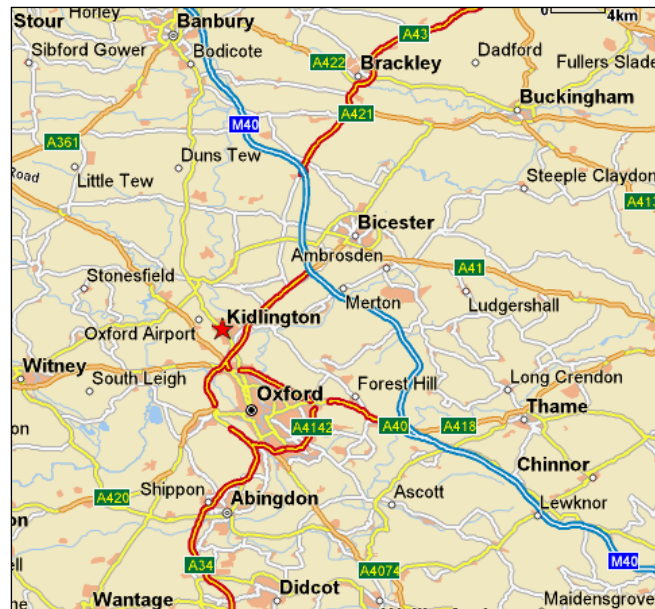 Horley
Stour
Banbury
A43
4km
Sibford Gower
Bodicote
A422
Dadford
Brackley
Fullers Slade
Buckingham
A421
M40
A361
Duns Tew
Road
Little Tew
Steeple Claydon
A413
Bicester
Ambrosden
A41
Stonesfield
Merton
Ludgershall
Kidlington
Oxford Airport
Witney
South Leigh
Forest Hill
Long Crendon
Oxford
Thame
A4142
A40
A418
Chinnor
A420
Shippon
Abingdon
Ascott
Lewknor
A34
A4074
M40
Didcot
Wantage
Maidensgrove